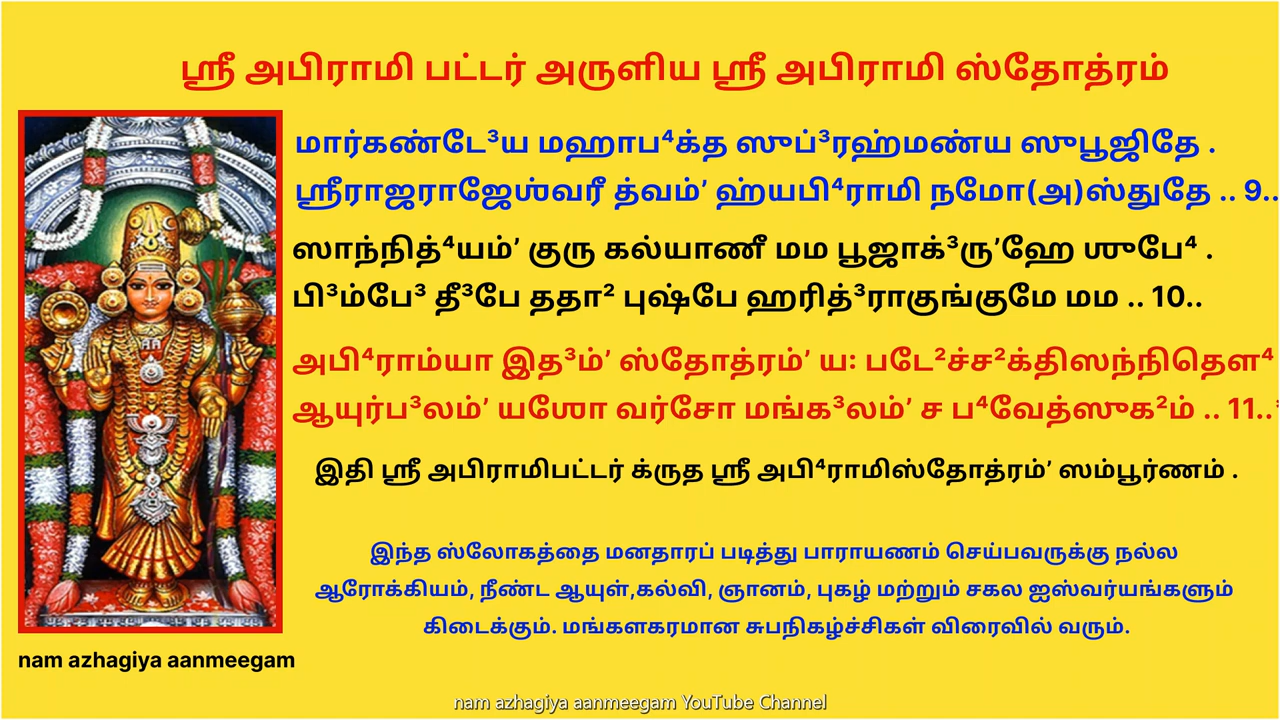 ஸ்ரீ அபிராமி பட்டர் அருளிய ஸ்ரீ அபிராமி ஸ்தோத்ரம்
மார்கண்டே³ய மஹாப⁴க்த ஸுப்³ரஹ்மண்ய ஸுபூஜிதே .
ஸ்ரீராஜராஜேஶ்வரீ த்வம்ʼ ஹ்யபி⁴ராமி நமோ(அ)ஸ்துதே .. 9..
ஸாந்நித்⁴யம்ʼ குரு கல்யாணீ மம பூஜாக்³ருʼஹே ஶுபே⁴ .
பி³ம்பே³ தீ³பே ததா² புஷ்பே ஹரித்³ராகுங்குமே மம .. 10..
அபி⁴ராம்யா இத³ம்ʼ ஸ்தோத்ரம்ʼ ய꞉ படே²ச்ச²க்திஸந்நிதௌ⁴
ஆயுர்ப³லம்ʼ யஶோ வர்சோ மங்க³லம்ʼ ச ப⁴வேத்ஸுக²ம் .. 11..
இதி ஸ்ரீ அபிராமிபட்டர் க்ருத ஸ்ரீ அபி⁴ராமிஸ்தோத்ரம்ʼ ஸம்பூர்ணம் .
இந்த ஸ்லோகத்தை மனதாரப் படித்து பாராயணம் செய்பவருக்கு நல்ல
ஆரோக்கியம், நீண்ட ஆயுள்,கல்வி, ஞானம், புகழ் மற்றும் சகல ஐஸ்வர்யங்களும்
கிடைக்கும். மங்களகரமான சுபநிகழ்ச்சிகள் விரைவில் வரும்.
nam azhagiya aanmeegam
nam azhagiya aanmeegam YouTube Channel